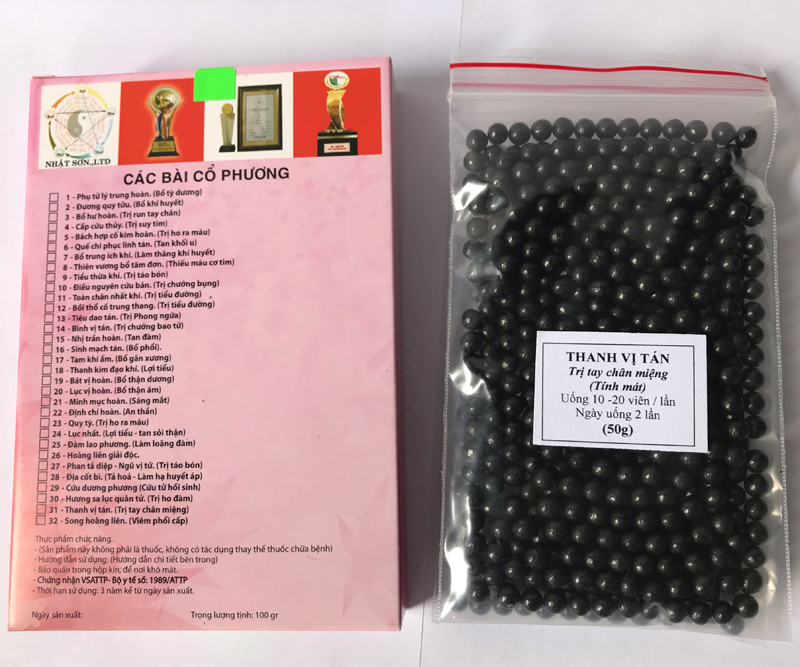 NHẬT SƠN.,LTD
CÁC BÀI CỔ PHƯƠNG
1 - Phụ tử lý trung hoàn. (Bổ tỳ dương)
2 - Đương quy tứu. (Bổ khí huyết)
3 - Bổ hư hoàn. (Trị run tay chân)
4 - Cấp cứu thủy. (Trị suy tim)
5 - Bách hợp cố kim hoàn. (Trị ho ra máu)
6 - Quế chi phục linh tán. (Tan khối u)
7 - Bổ trung ích khí. (Làm thăng khí huyết)
8 - Thiên vương bổ tâm đơn. (Thiếu máu cơ tim)
9 - Tiểu thừa khí. (Trị táo bón)
10 - Điều nguyên cứu bản. (Trị chướng bụng)
11 - Toàn chân nhất khí. (Trị tiểu đường)
12 - Bồi thổ cố trung thang. (Trị tiểu đường)
13 - Tiêu dao tán. (Trị Phong ngứa)
14 - Bình vị tán. (Trị chướng bao tử)
15 - Nhị trần hoàn. (Tan đàm)
16 - Sinh mạch tán. (Bổ phổi).
17 - Tam khí ẩm. (Bổ gân xương)
18 - Thanh kim đạo khí. (Lợi tiểu)
19 - Bát vị hoàn. (Bổ thận dương)
20 - Lục vị hoàn. (Bổ thận âm)
21 - Minh mục hoàn. (Sáng mắt)
22 - Định chí hoàn. (An thần)
23 - Quy tỳ. (Trị ho ra máu)
24 - Lục nhất. (Lợi tiểu - tan sỏi thận)
25 - Đàm lao phương. (Làm loãng đàm)
26 - Hoàng liên giải độc.
27 - Phan tả diệp - Ngũ vị tử. (Trị táo bón)
28 - Địa cốt bì. (Tả hoả - Làm hạ huyết áp)
29 - Cứu dương phương (Cứu tử hồi sinh)
30 - Hương sa lục quân tử. (Trị ho đàm)
31 - Thanh vị tán. (Trị tay chân miệng)
32 - Song hoàng liên. (Viêm phổi cấp)
Thực phẩm chức năng.
- (Sản phẩm này không phải là thuốc, không có tác dụng thay thế thuốc chữa bệnh)
- Hướng dẫn sử dụng: (Hướng dẫn chi tiết bên trong)
- Bảo quản trong hộp kín, để nơi khô mát.
- Chứng nhận VSATTP- Bộ y tế số: 1989/ATTP
- Thời hạn sử dụng: 3 năm kể từ ngày sản xuất.
Ngày sản xuất: Trọng lượng tịnh: 100 gr
THANH VỊ TÁN
Trị tay chân miệng
(Tính mát)
Uống 10 -20 viên / lần
Ngày uống 2 lần
(50g)